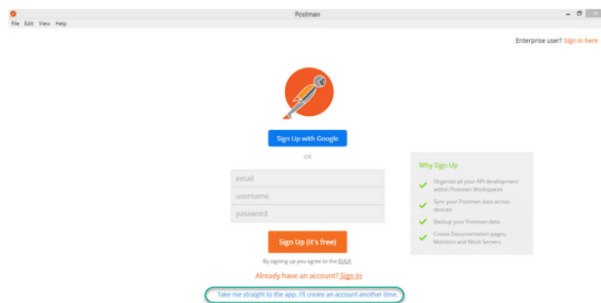 Postman
File Edit View Help
Enterprise user? Sign in here
Sign Up with Google
OR
email
username
password
Sign Up (it's free)
By signing up you agree to the EULA
Already have an account? Sign In
Take me straight to the app. I'll create an account another time.
Why Sign Up
Organize all your API development
within Postman Workspaces
Sync your Postman data across
devices
Backup your Postman data
Create Documentation pages,
Monitors and Mock Servers